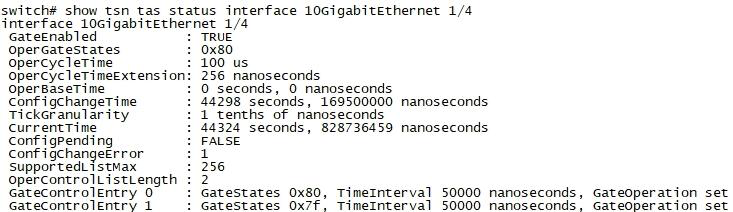 switch# show tsn tas status interface 10GigabitEthernet 1/4
interface 10GigabitEthernet 1/4
GateEnabled : TRUE
OperGateStates : 0x80
OperCycleTime : 100 us
OperCycleTimeExtension: 256 nanoseconds
OperBaseTime : 0 seconds, 0 nanoseconds
ConfigChangeTime : 44298 seconds, 169500000 nanoseconds
TickGranularity : 1 tenths of nanoseconds
CurrentTime : 44324 seconds, 828736459 nanoseconds
ConfigPending : FALSE
ConfigChangeError : 1
SupportedListMax : 256
OperControlListLength : 2
GateControlEntry 0 : GateStates 0x80, TimeInterval 50000 nanoseconds, GateOperation set
GateControlEntry 1 : GateStates 0x7f, TimeInterval 50000 nanoseconds, GateOperation set